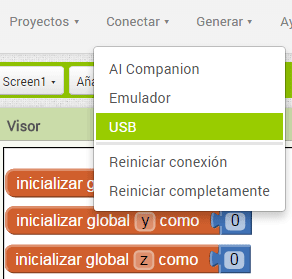 Proyectos Conectar Generar Ay
Screen1 Aña
AI Companion
Emulador
USB
Visor
Reiniciar conexión
Reiniciar completamente
inicializar g
inicializar global y como 0
inicializar global z como 0